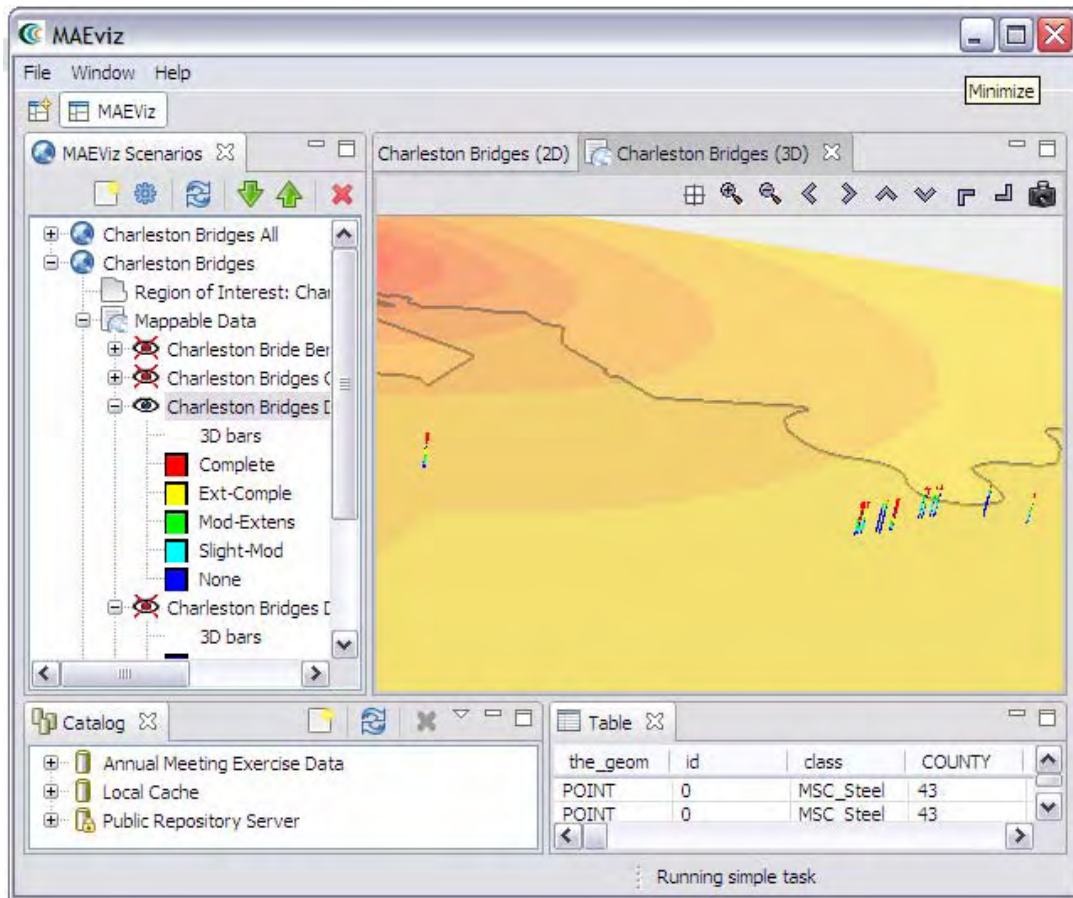 MAEviz
File Window Help
Minimize
MAEViz
MAEViz Scenarios
Charleston Bridges (2D)
Charleston Bridges (3D)
Charleston Bridges All
Charleston Bridges
Region of Interest: Cha
Mappable Data
Charleston Bride Ber
Charleston Bridges C
Charleston Bridges D
3D bars
Complete
Ext-Comple
Mod-Extens
Slight-Mod
None
Charleston Bridges D
3D bars
Catalog
Annual Meeting Exercise Data
Local Cache
Public Repository Server
Table
the_geom id class COUNTY
POINT 0 MSC_Steel 43
POINT 0 MSC_Steel 43
Running simple task